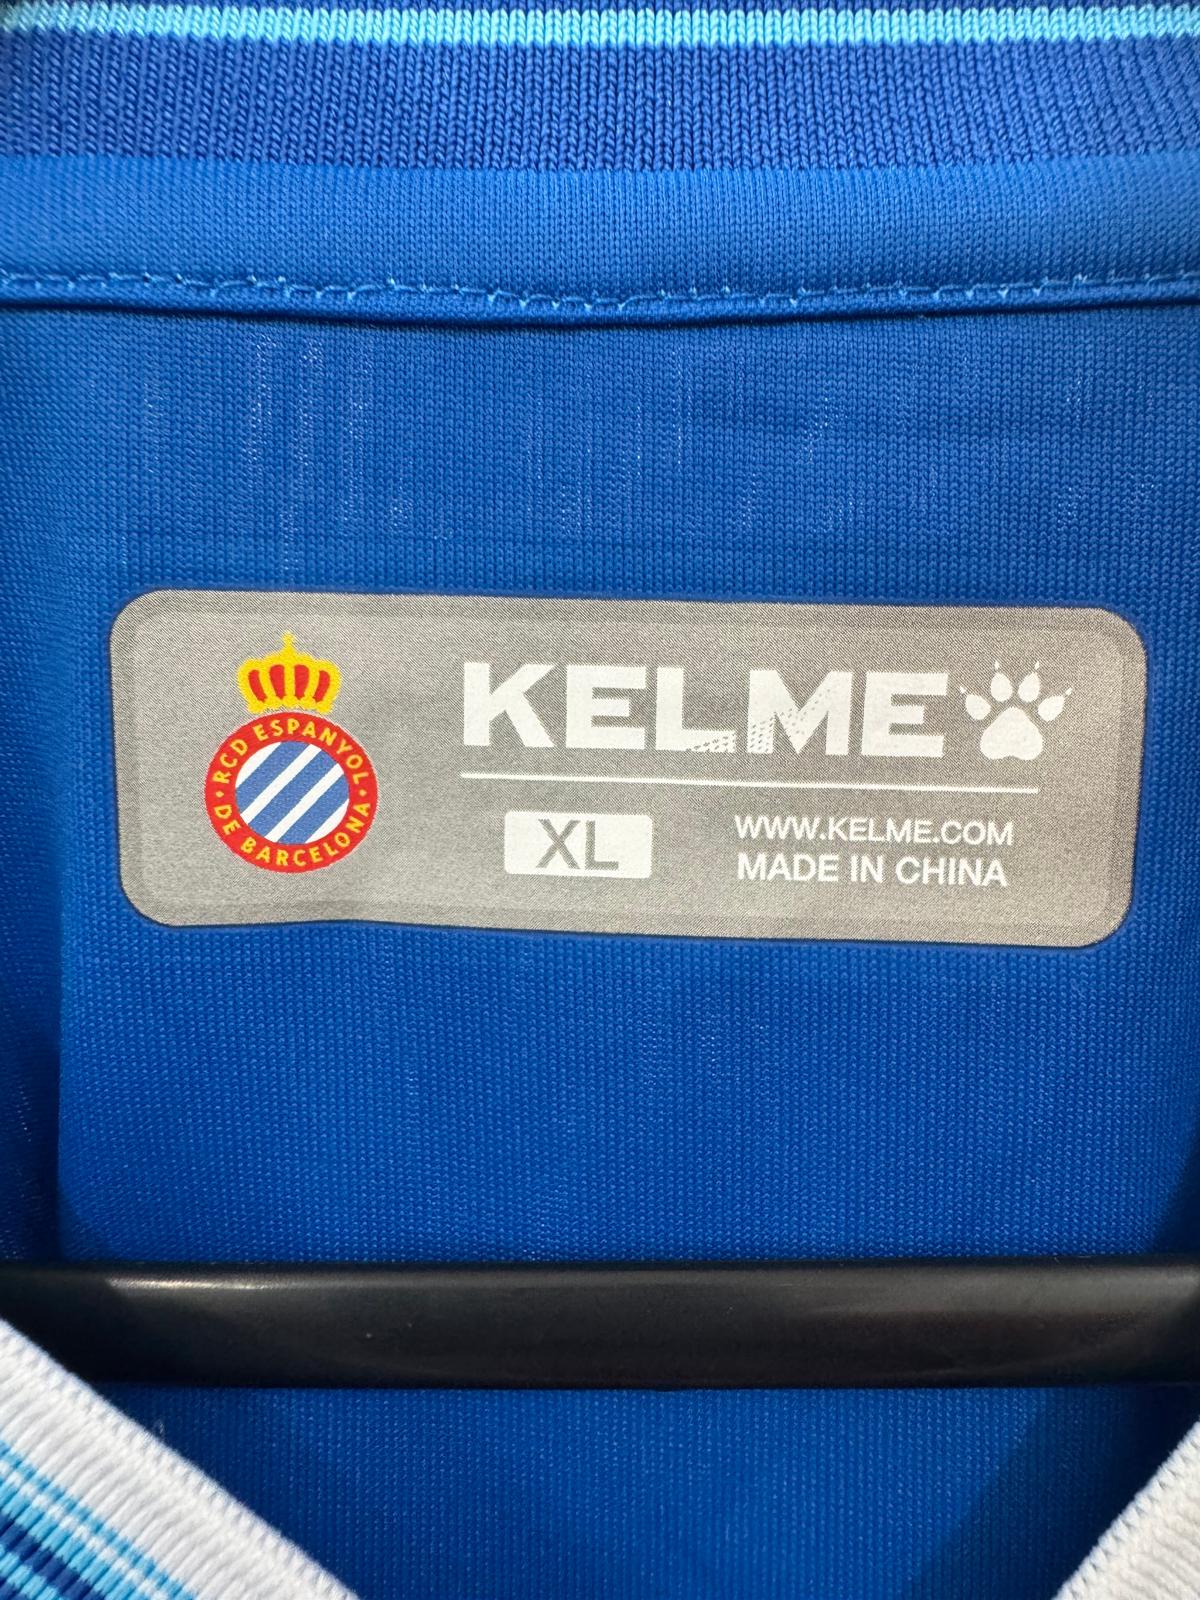 RCD ESPANYOL
DE BARCELONA
KELME
XL
WWW.KELME.COM
MADE IN CHINA